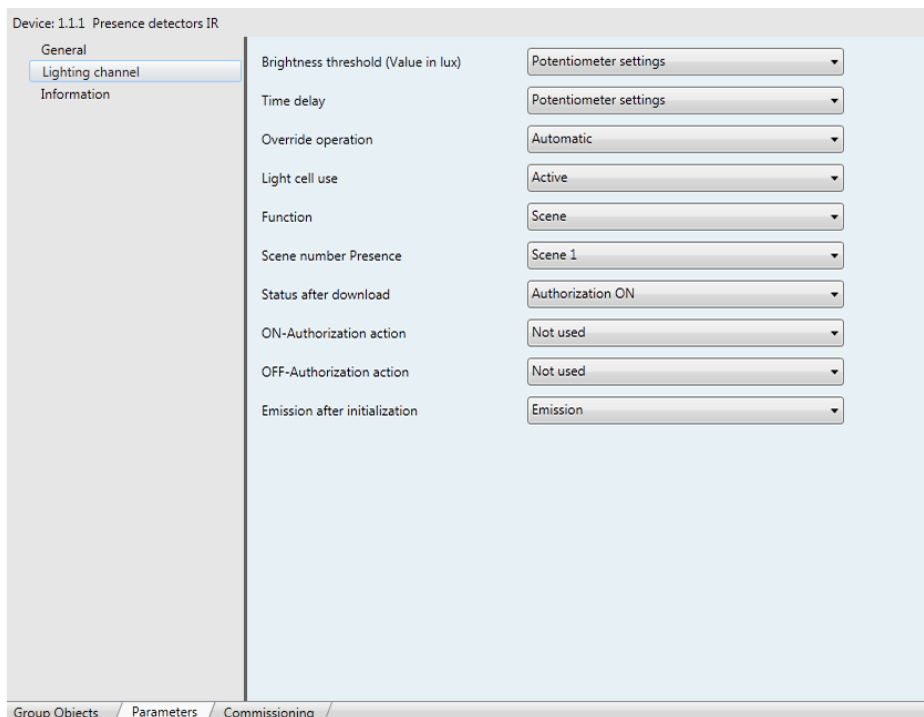 Device: 1.1.1 Presence detectors IR
General
Lighting channel
Information
Brightness threshold (Value in lux) Potentiometer settings
Time delay Potentiometer settings
Override operation Automatic
Light cell use Active
Function Scene
Scene number Presence Scene 1
Status after download Authorization ON
ON-Authorization action Not used
OFF-Authorization action Not used
Emission after initialization Emission
Group Objects Parameters Commissioning